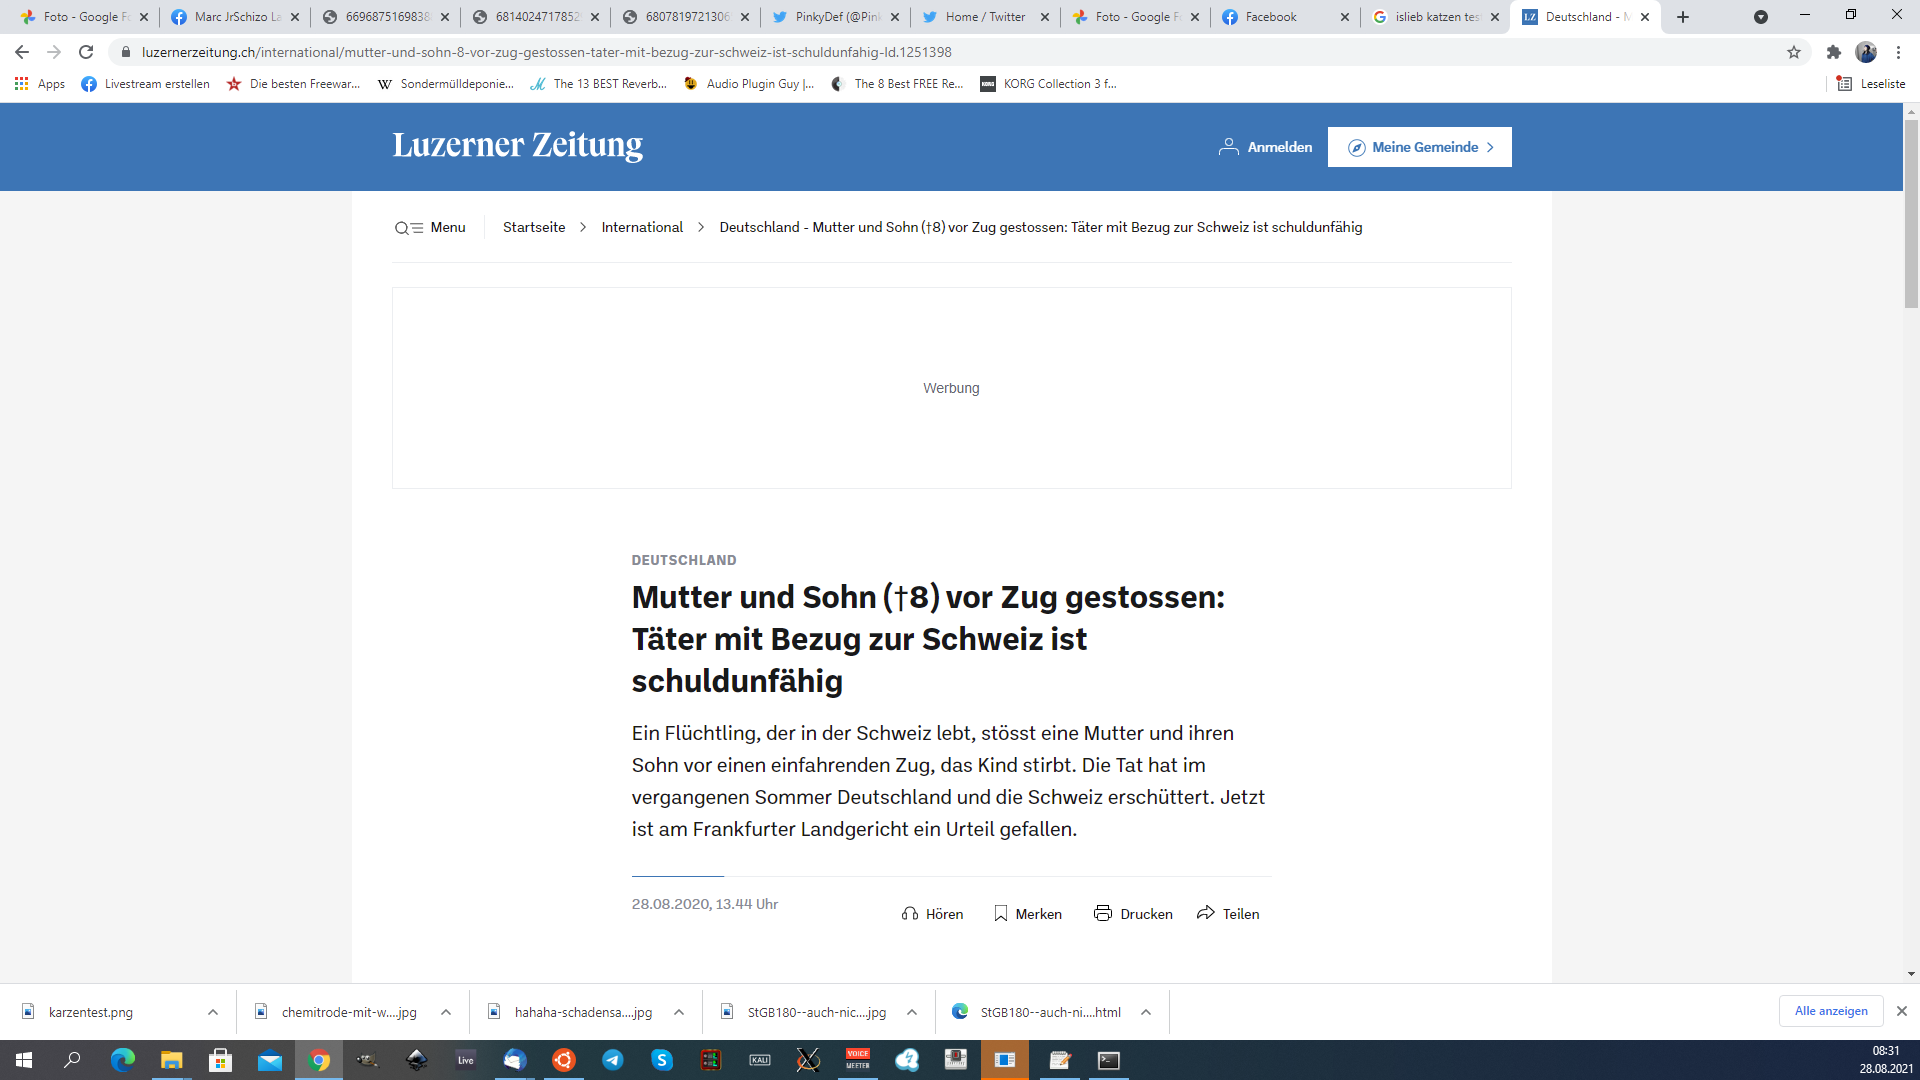 Foto - Google Fo
Marc JrSchizo La
6696875169838
68140247178529
6807819721306
PinkyDef (@Pink
Home / Twitter
Foto - Google Fo
Facebook
islieb katzen tes
Deutschland - M
luzernerzeitung.ch/international/mutter-und-sohn-8-vor-zug-gestossen-tater-mit-bezug-zur-schweiz-ist-schuldunfahig-ld.1251398
Apps
Livestream erstellen
Die besten Freewar...
Sondermülldeponie...
The 13 BEST Reverb...
Audio Plugin Guy |...
The 8 Best FREE Re...
KORG Collection 3 f...
Leseliste
Luzerner Zeitung
Anmelden
Meine Gemeinde
Menu
Startseite
International
Deutschland - Mutter und Sohn (†8) vor Zug gestossen: Täter mit Bezug zur Schweiz ist schuldunfähig
Werbung
DEUTSCHLAND
Mutter und Sohn (†8) vor Zug gestossen:
Täter mit Bezug zur Schweiz ist
schuldunfähig
Ein Flüchtling, der in der Schweiz lebt, stösst eine Mutter und ihren
Sohn vor einen einfahrenden Zug, das Kind stirbt. Die Tat hat im
vergangenen Sommer Deutschland und die Schweiz erschüttert. Jetzt
ist am Frankfurter Landgericht ein Urteil gefallen.
28.08.2020, 13.44 Uhr
Hören
Merken
Drucken
Teilen
karzentest.png
chemitrode-mit-w....jpg
hahaha-schadensa....jpg
StGB180--auch-nic....jpg
StGB180--auch-ni....html
Alle anzeigen
Live
KALI
VOICE
MEETER
08:31
28.08.2021